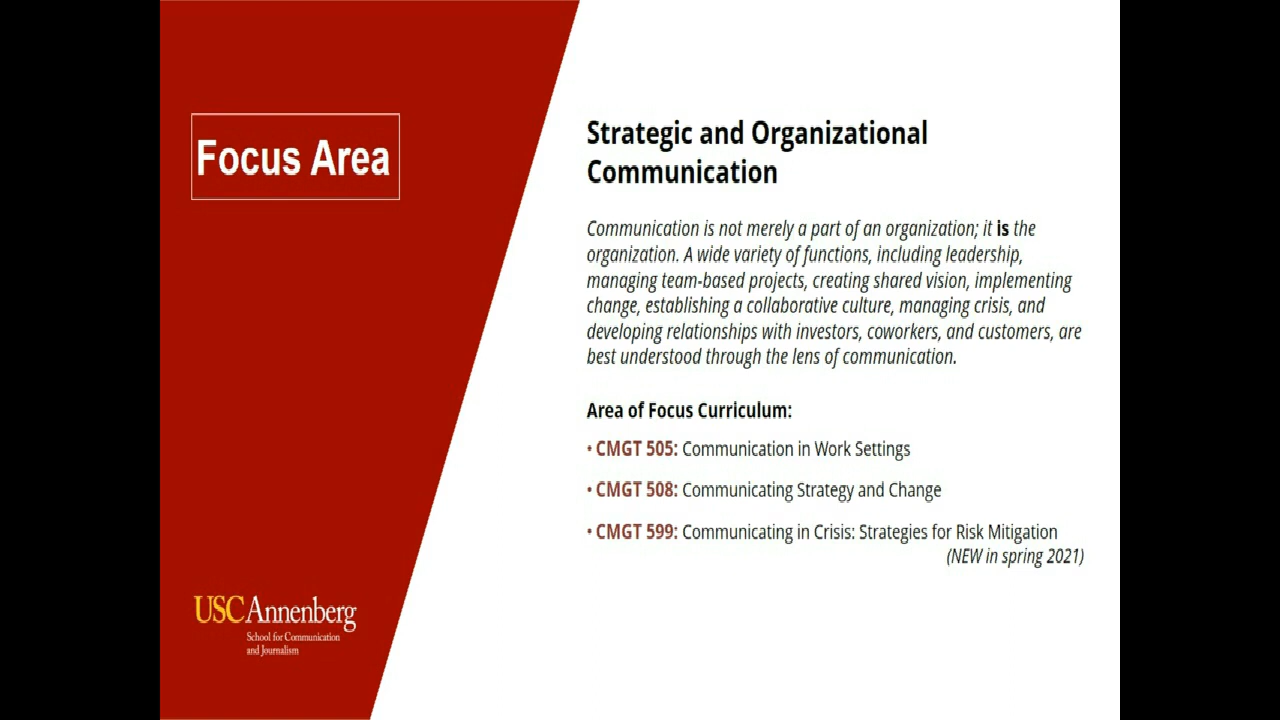 Focus Area
Strategic and Organizational
Communication
Communication is not merely a part of an organization; it is the
organization. A wide variety of functions, including leadership,
managing team-based projects, creating shared vision, implementing
change, establishing a collaborative culture, managing crisis, and
developing relationships with investors, coworkers, and customers, are
best understood through the lens of communication.
Area of Focus Curriculum:
• CMGT 505: Communication in Work Settings
• CMGT 508: Communicating Strategy and Change
• CMGT 599: Communicating in Crisis: Strategies for Risk Mitigation
(NEW in spring 2021)
USC Annenberg
School for Communication
and Journalism